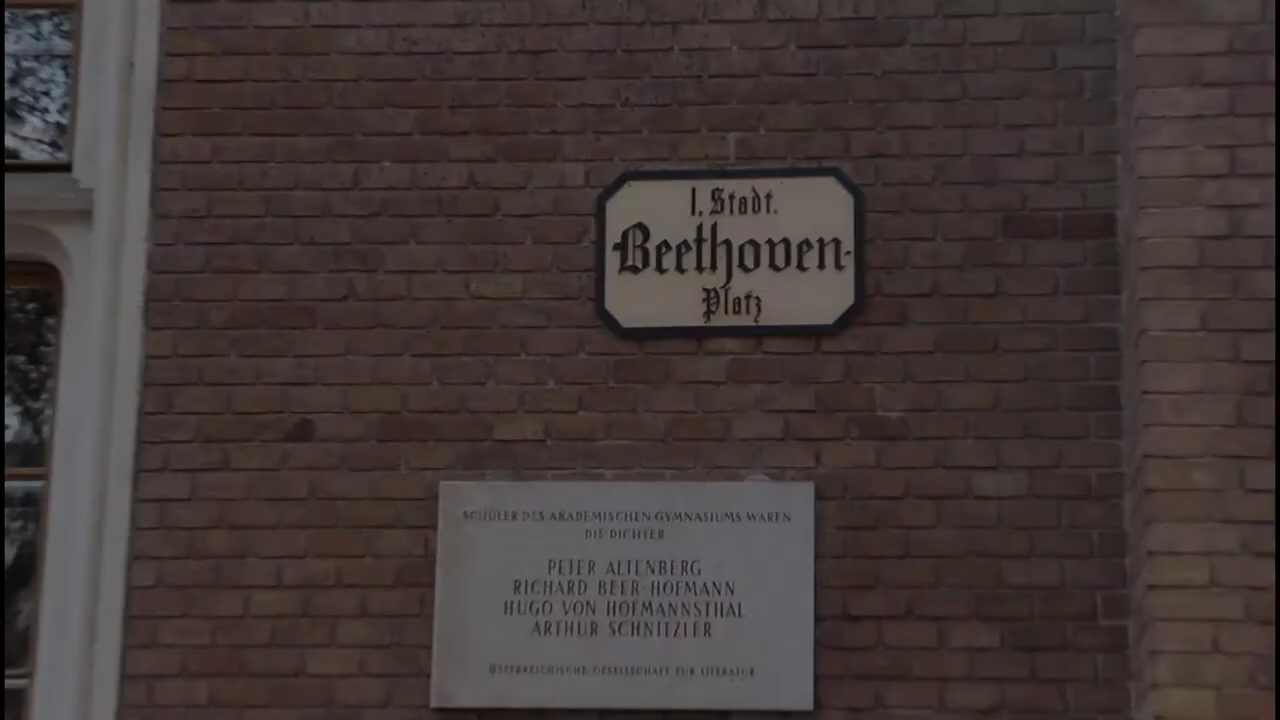 I. Stadt.
Beethoven-
Platz
SCHÜLER DES AKADEMISCHEN GYMNASIUMS WAREN
DIE DICHTER
PETER ALTENBERG
RICHARD BEER-HOFMANN
HUGO VON HOFMANNSTHAL
ARTHUR SCHNITZLER
ÖSTERREICHISCHE GESELLSCHAFT FÜR LITERATUR